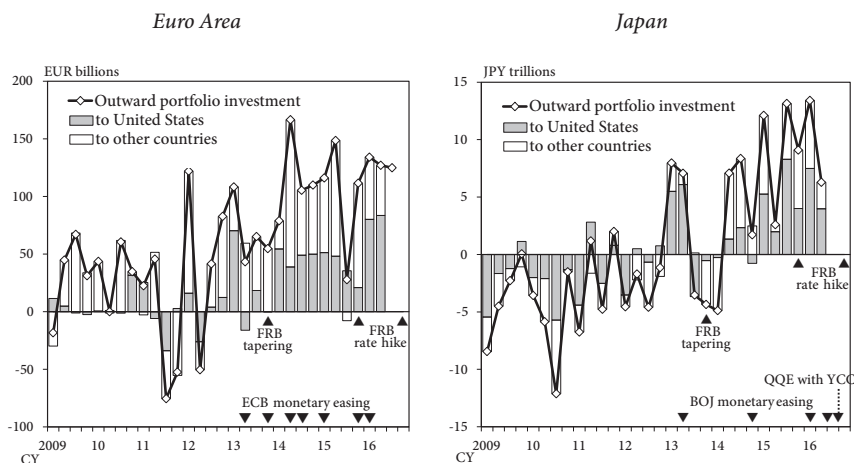 Euro Area
EUR billions
200
Outward portfolio investment
to United States
to other countries
150
100
50
0
-50
-100
FRB
tapering
FRB
rate hike
ECB monetary easing
2009 10 11 12 13 14 15 16
CY
Japan
JPY trillions
15
Outward portfolio investment
to United States
to other countries
10
5
0
-5
-10
-15
FRB
rate hike
FRB
tapering
QQE with YCC
BOJ monetary easing
2009 10 11 12 13 14 15 16
CY